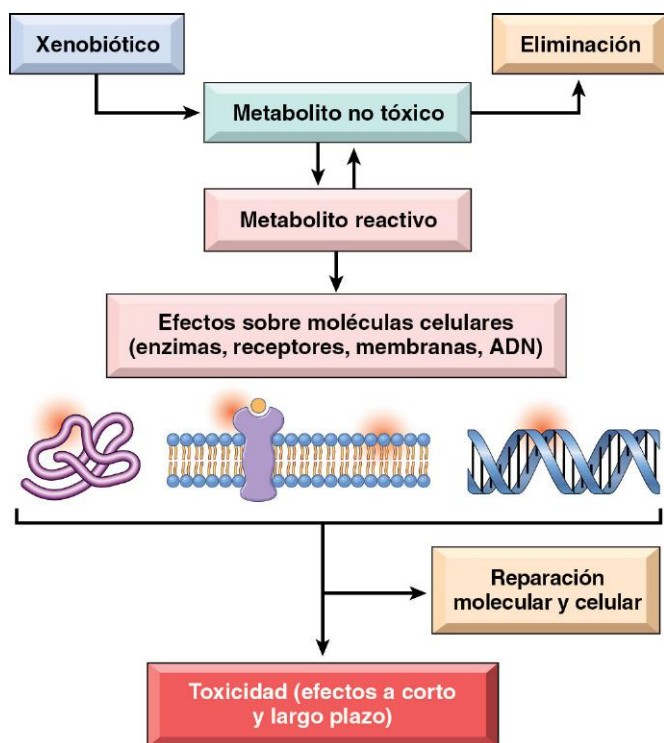 Xenobiótico
Eliminación
Metabolito no tóxico
Metabolito reactivo
Efectos sobre moléculas celulares
(enzimas, receptores, membranas, ADN)
Reparación
molecular y celular
Toxicidad (efectos a corto
y largo plazo)